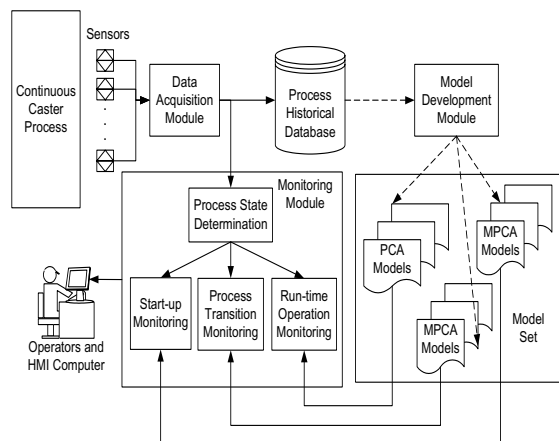 Sensors
Continuous
Caster
Process
Data
Acquisition
Module
Process
Historical
Database
Model
Development
Module
Monitoring
Module
Process State
Determination
Start-up
Monitoring
Process
Transition
Monitoring
Run-time
Operation
Monitoring
Operators and
HMI Computer
PCA
Models
MPCA
Models
MPCA
Models
Model
Set